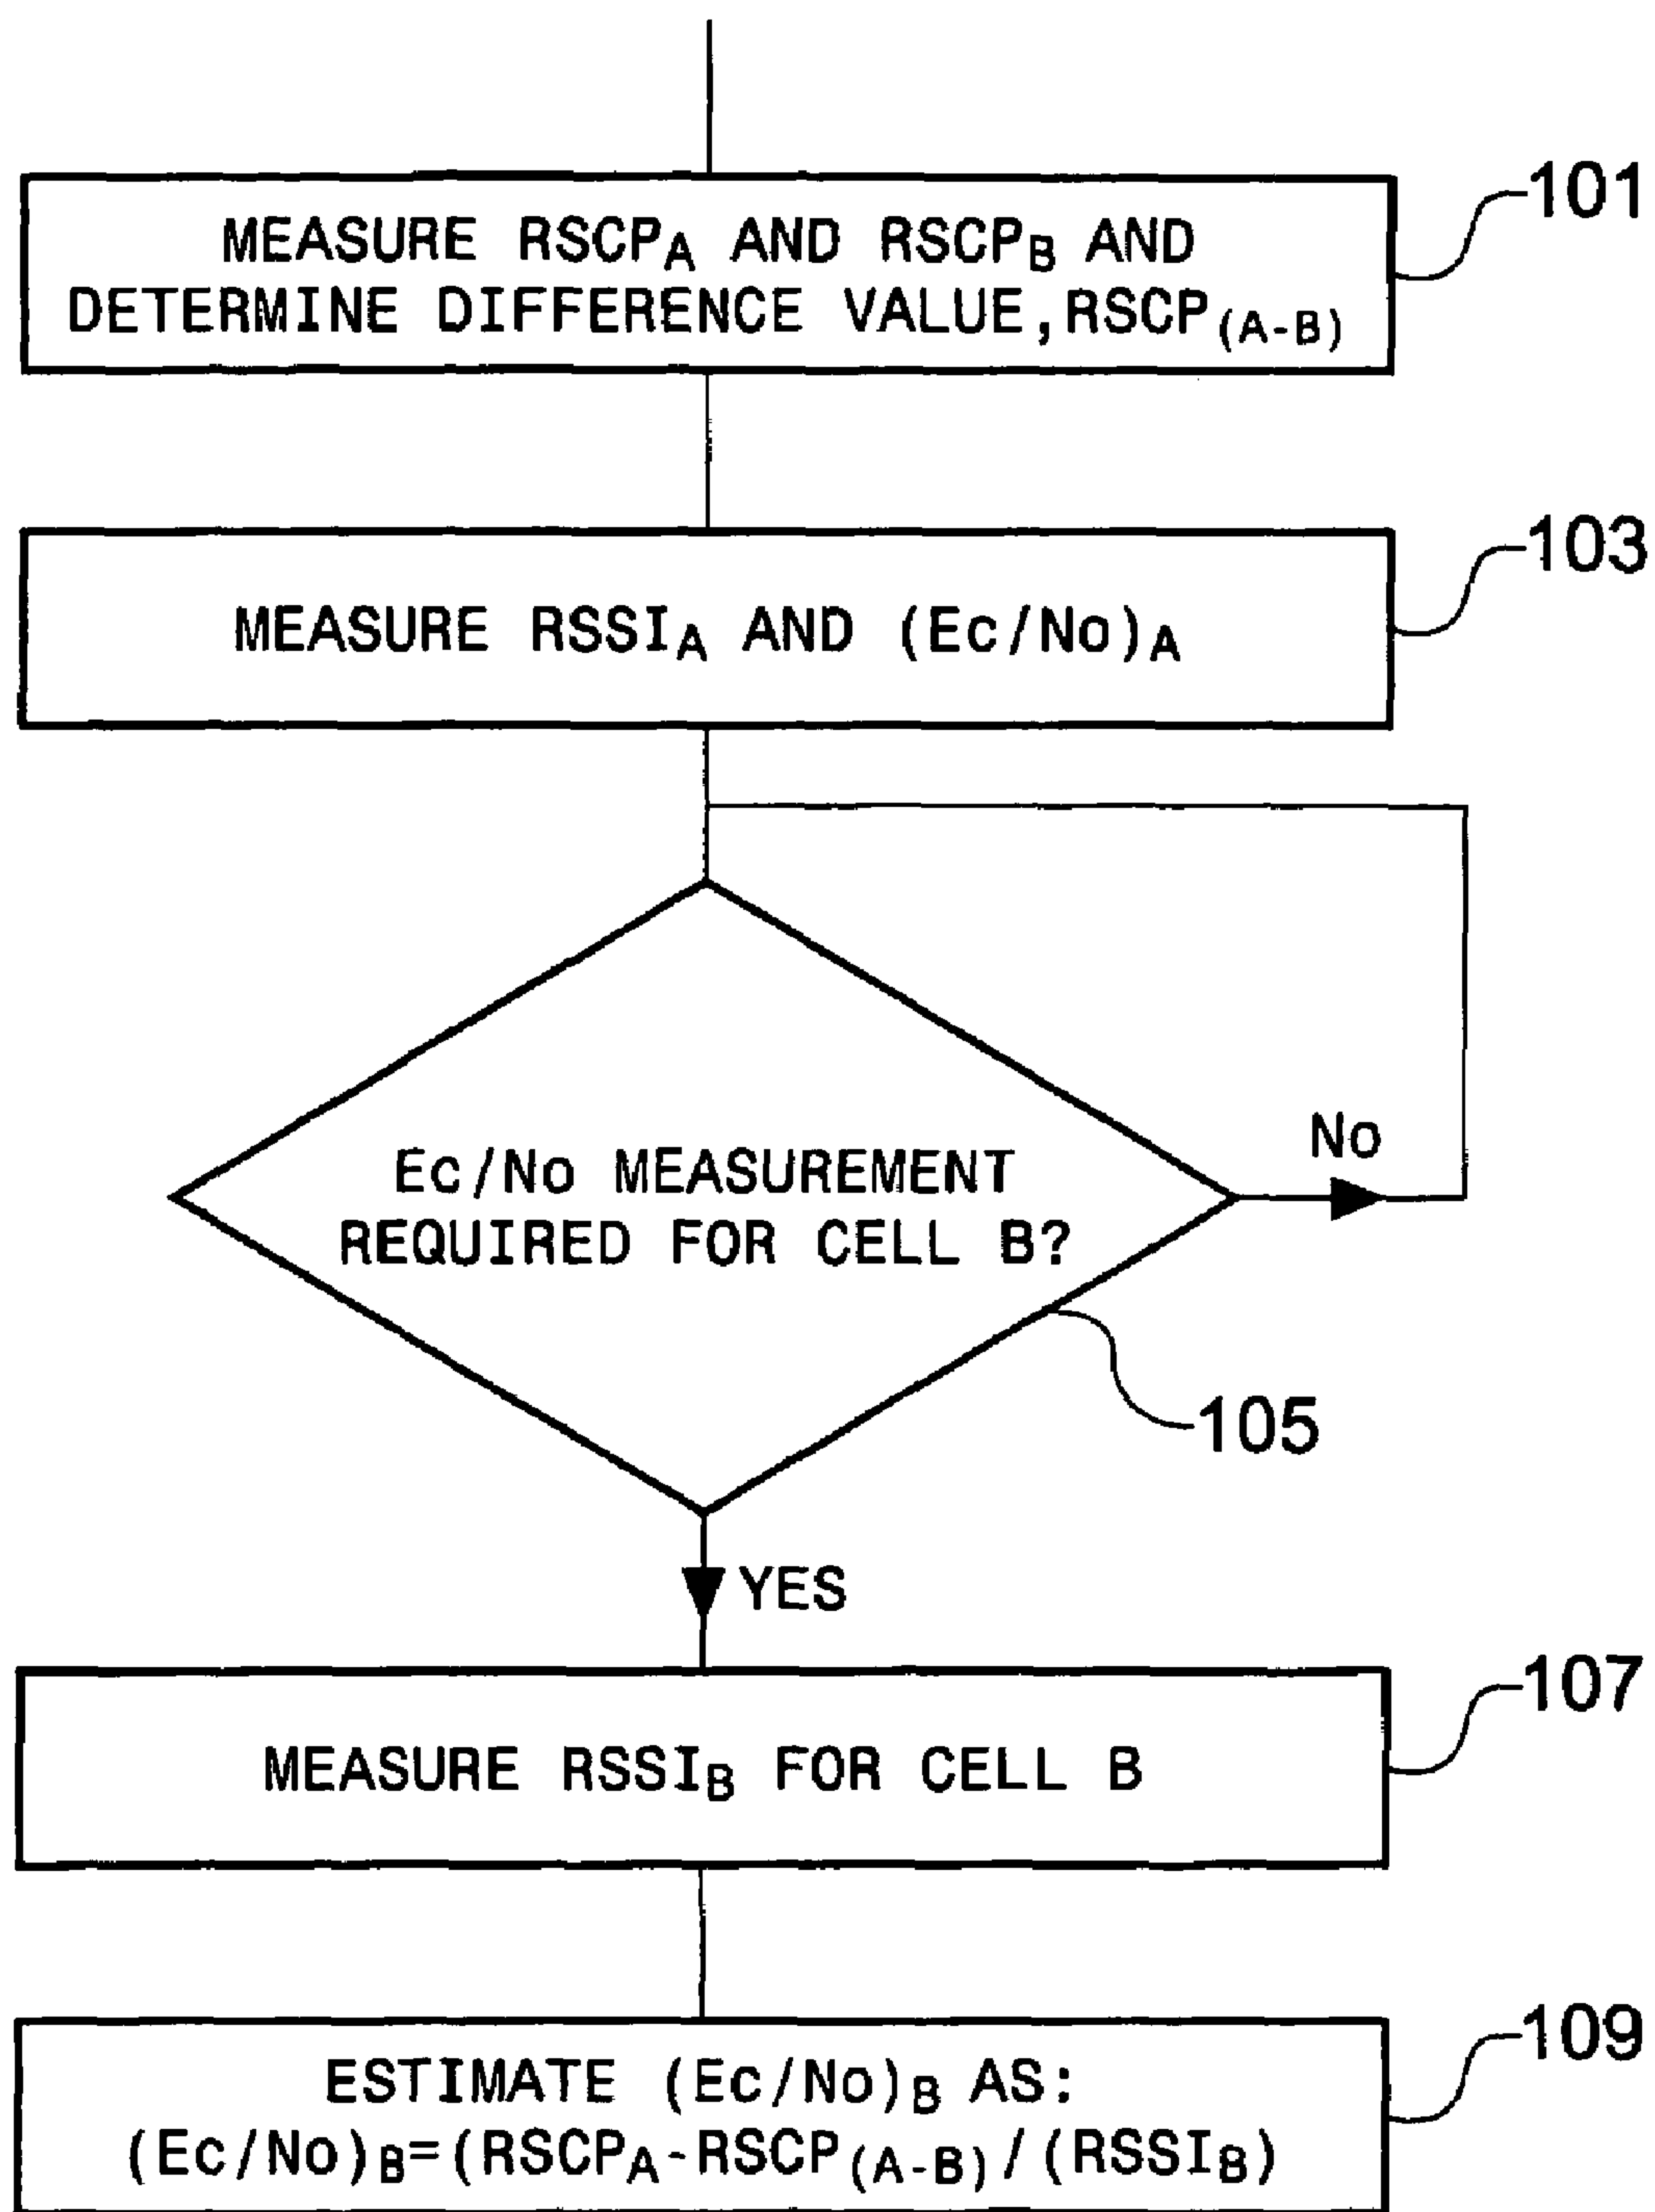 MEASURE RSCPA AND RSCPB AND
DETERMINE DIFFERENCE VALUE,RSCP(A-B)
101
MEASURE RSSIA AND (Ec/No)A
103
Ec/No MEASUREMENT
REQUIRED FOR CELL B?
No
105
YES
MEASURE RSSIB FOR CELL B
107
ESTIMATE (Ec/No)B AS:
(Ec/No)B=(RSCPA-RSCP(A-B)/(RSSIB)
109